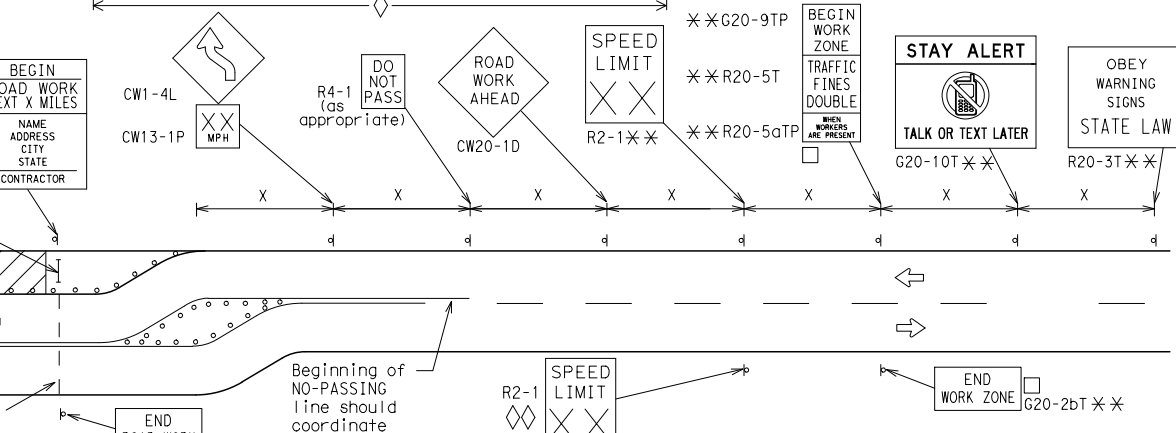 BEGIN
ROAD WORK
NEXT X MILES
NAME
ADDRESS
CITY
STATE
CONTRACTOR
CW1-4L
CW13-1P
X X
MPH
R4-1
(as
appropriate)
DO
NOT
PASS
ROAD
WORK
AHEAD
CW20-1D
SPEED
LIMIT
X X
R2-1**
**G20-9TP
**R20-5T
**R20-5aTP
BEGIN
WORK
ZONE
TRAFFIC
FINES
DOUBLE
WHEN
WORKERS
ARE PRESENT
STAY ALERT
TALK OR TEXT LATER
G20-10T**
OBEY
WARNING
SIGNS
STATE LAW
R20-3T**
X
X
X
X
X
X
X
Beginning of
NO-PASSING
line should
coordinate
R2-1
SPEED
LIMIT
X X
END
WORK ZONE
G20-2bT**
END